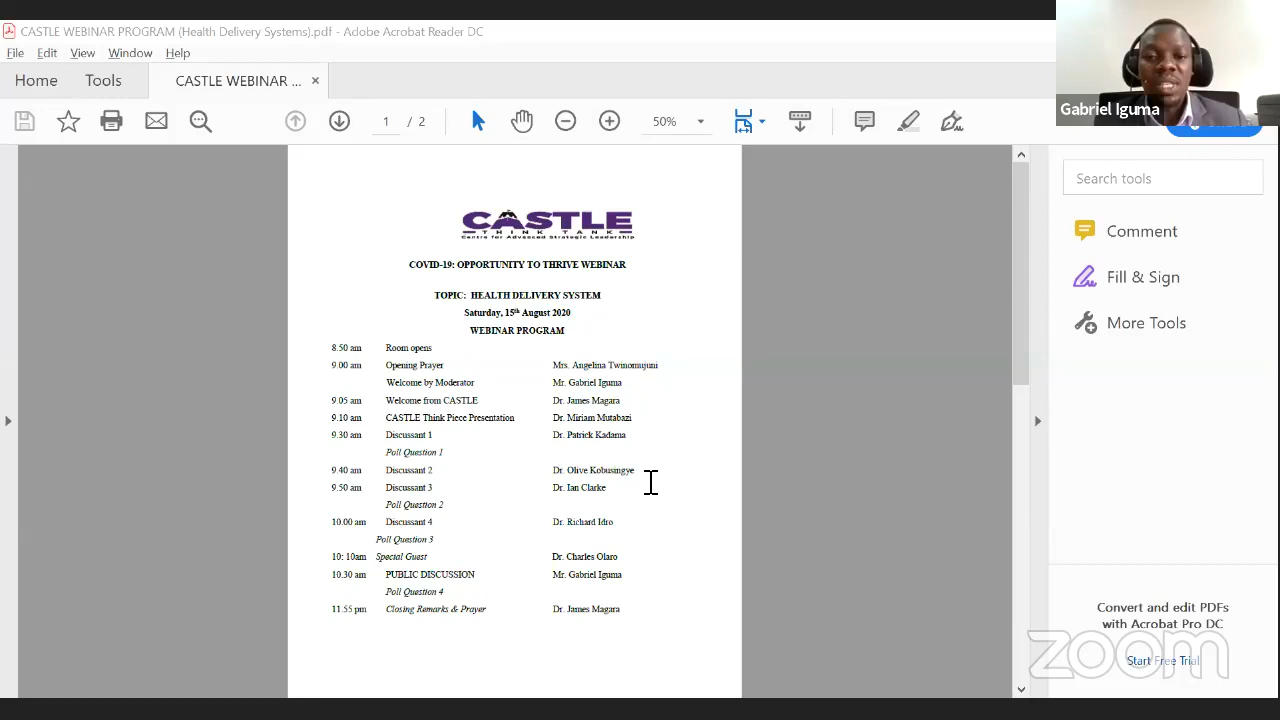 CASTLE WEBINAR PROGRAM (Health Delivery Systems).pdf - Adobe Acrobat Reader DC
File Edit View Window Help
Home Tools CASTLE WEBINAR ... ×
1 / 2 50%
Gabriel Iguma
Search tools
Comment
Fill & Sign
More Tools
Convert and edit PDFs
with Acrobat Pro DC
Start Free Trial
zoom
CASTLE
THINK TANK
Centre for Advanced Strategic Leadership
COVID-19: OPPORTUNITY TO THRIVE WEBINAR
TOPIC: HEALTH DELIVERY SYSTEM
Saturday, 15th August 2020
WEBINAR PROGRAM
8.50 am Room opens
9.00 am Opening Prayer Mrs. Angelina Twinomujuni
Welcome by Moderator Mr. Gabriel Iguma
9.05 am Welcome from CASTLE Dr. James Magara
9.10 am CASTLE Think Piece Presentation Dr. Miriam Mutabazi
9.30 am Discussant 1 Dr. Patrick Kadama
Poll Question 1
9.40 am Discussant 2 Dr. Olive Kobusingye
9.50 am Discussant 3 Dr. Ian Clarke
Poll Question 2
10.00 am Discussant 4 Dr. Richard Idro
Poll Question 3
10: 10am Special Guest Dr. Charles Olaro
10.30 am PUBLIC DISCUSSION Mr. Gabriel Iguma
Poll Question 4
11.55 pm Closing Remarks & Prayer Dr. James Magara